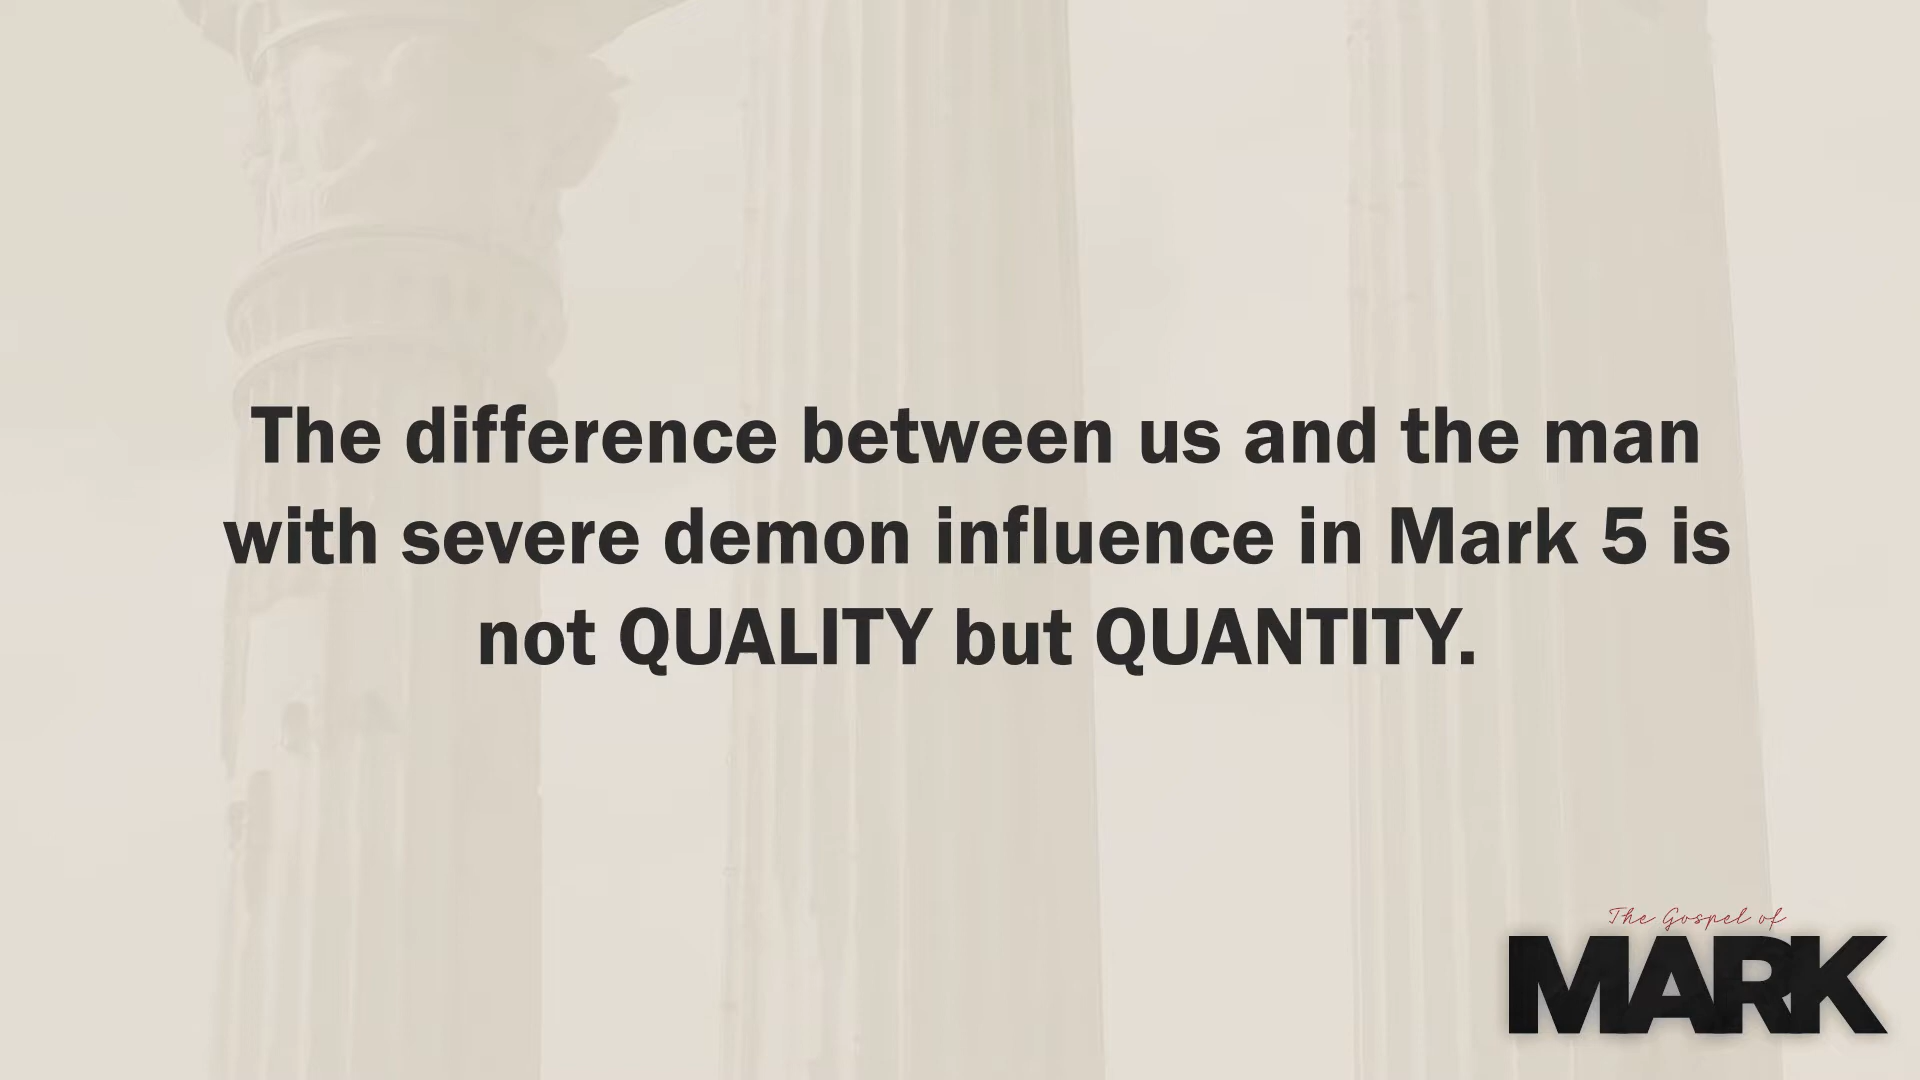 The difference between us and the man
with severe demon influence in Mark 5 is
not QUALITY but QUANTITY.
The Gospel of
MARK